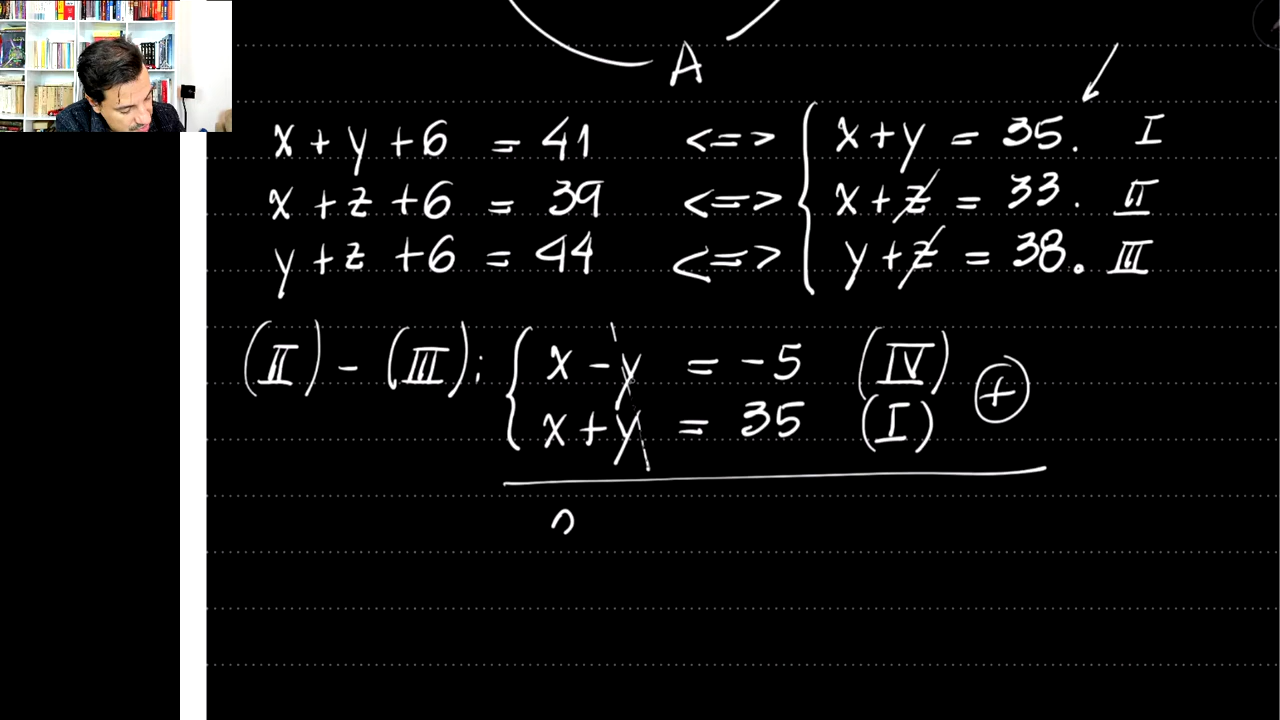 A
x + y + 6 = 41 <=> x + y = 35. I
x + z + 6 = 39 <=> x + z = 33. II
y + z + 6 = 44 <=> y + z = 38. III
(II) - (III): x - y = -5 (IV) +
x + y = 35 (I)